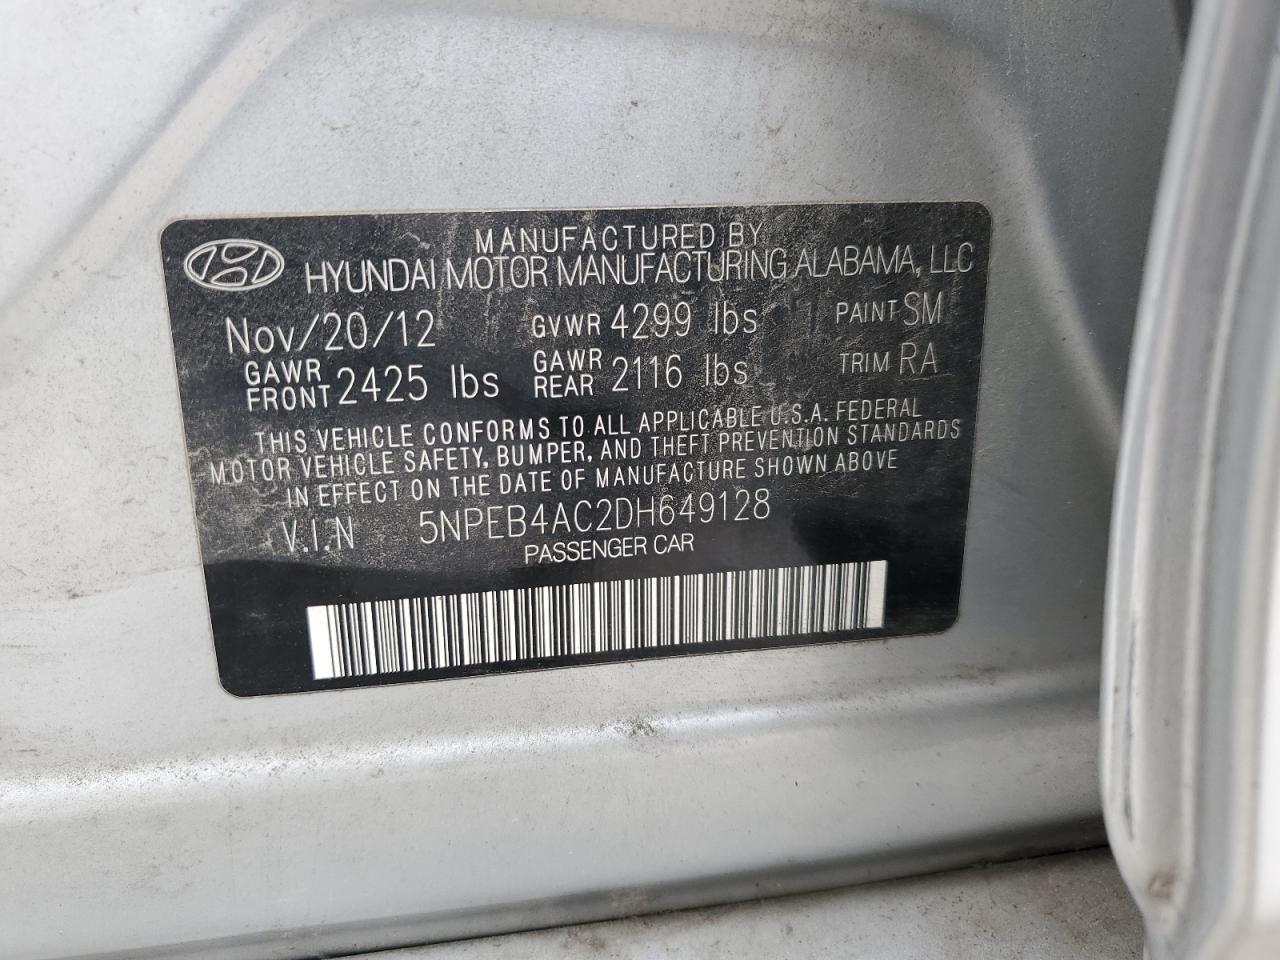 MANUFACTURED BY
HYUNDAI MOTOR MANUFACTURING ALABAMA, LLC
Nov/20/12 GVWR 4299 lbs PAINT SM
GAWR FRONT 2425 lbs GAWR REAR 2116 lbs TRIM RA
THIS VEHICLE CONFORMS TO ALL APPLICABLE U.S.A. FEDERAL
MOTOR VEHICLE SAFETY, BUMPER, AND THEFT PREVENTION STANDARDS
IN EFFECT ON THE DATE OF MANUFACTURE SHOWN ABOVE
V.I.N 5NPEB4AC2DH649128
PASSENGER CAR